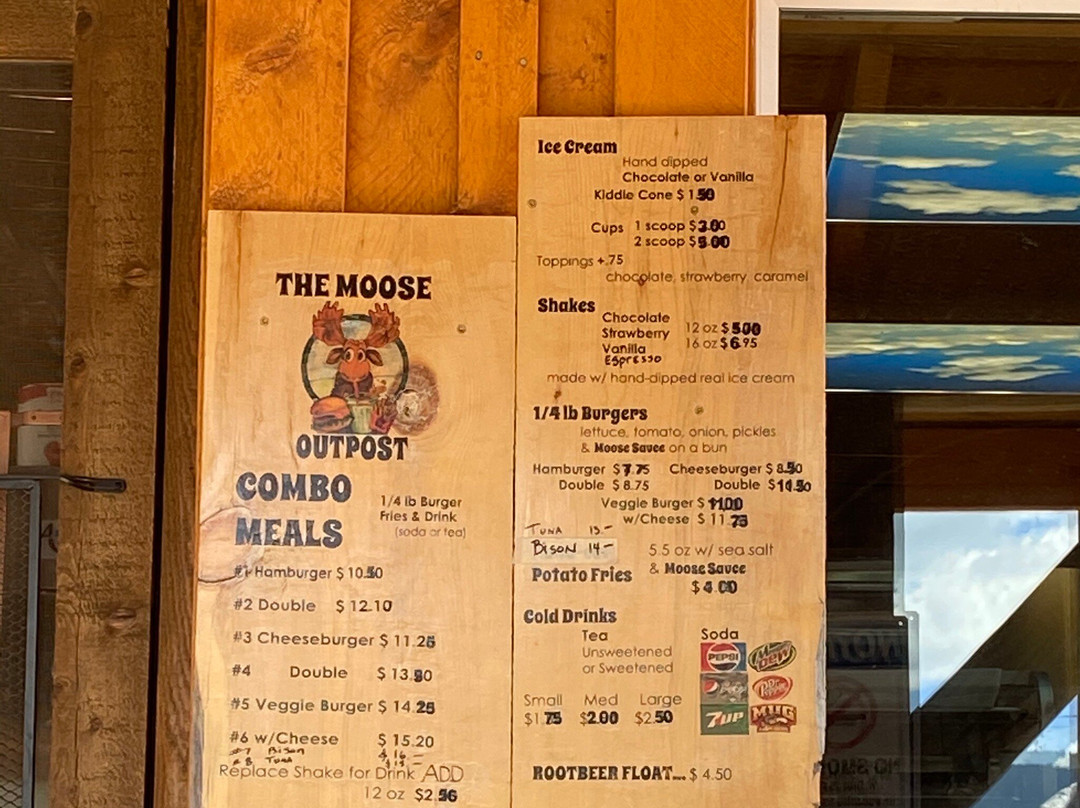 THE MOOSE
OUTPOST
COMBO
MEALS
1/4 lb Burger
Fries & Drink
(soda or tea)
#1 Hamburger $ 10.50
#2 Double $ 12.10
#3 Cheeseburger $ 11.25
#4 Double $ 13.90
#5 Veggie Burger $ 14.25
#6 w/Cheese $ 15.20
#7 Bison $ 16.-
#8 Tuna
Replace Shake for Drink ADD
12 oz $2.56
Ice Cream
Hand dipped
Chocolate or Vanilla
Kiddie Cone $ 1.50
Cups 1 scoop $3.00
2 scoop $5.00
Toppings +.75
chocolate, strawberry, caramel
Shakes
Chocolate
Strawberry 12 oz $ 5.00
Vanilla 16 oz $ 6.95
Espresso
made w/ hand-dipped real ice cream
1/4 lb Burgers
lettuce, tomato, onion, pickles
& Moose Sauce on a bun
Hamburger $7.75 Cheeseburger $ 8.50
Double $ 8.75 Double $10.50
Veggie Burger $ 11.00
w/Cheese $ 11.75
Tuna 13.-
Bison 14.-
Potato Fries 5.5 oz w/ sea salt
& Moose Sauce
$ 4.00
Cold Drinks
Tea
Unsweetened
or Sweetened
Small Med Large
$1.75 $2.00 $2.50
Soda
PEPSI
Mtn Dew
Dr Pepper
7UP
MUG
ROOTBEER FLOAT... $ 4.50